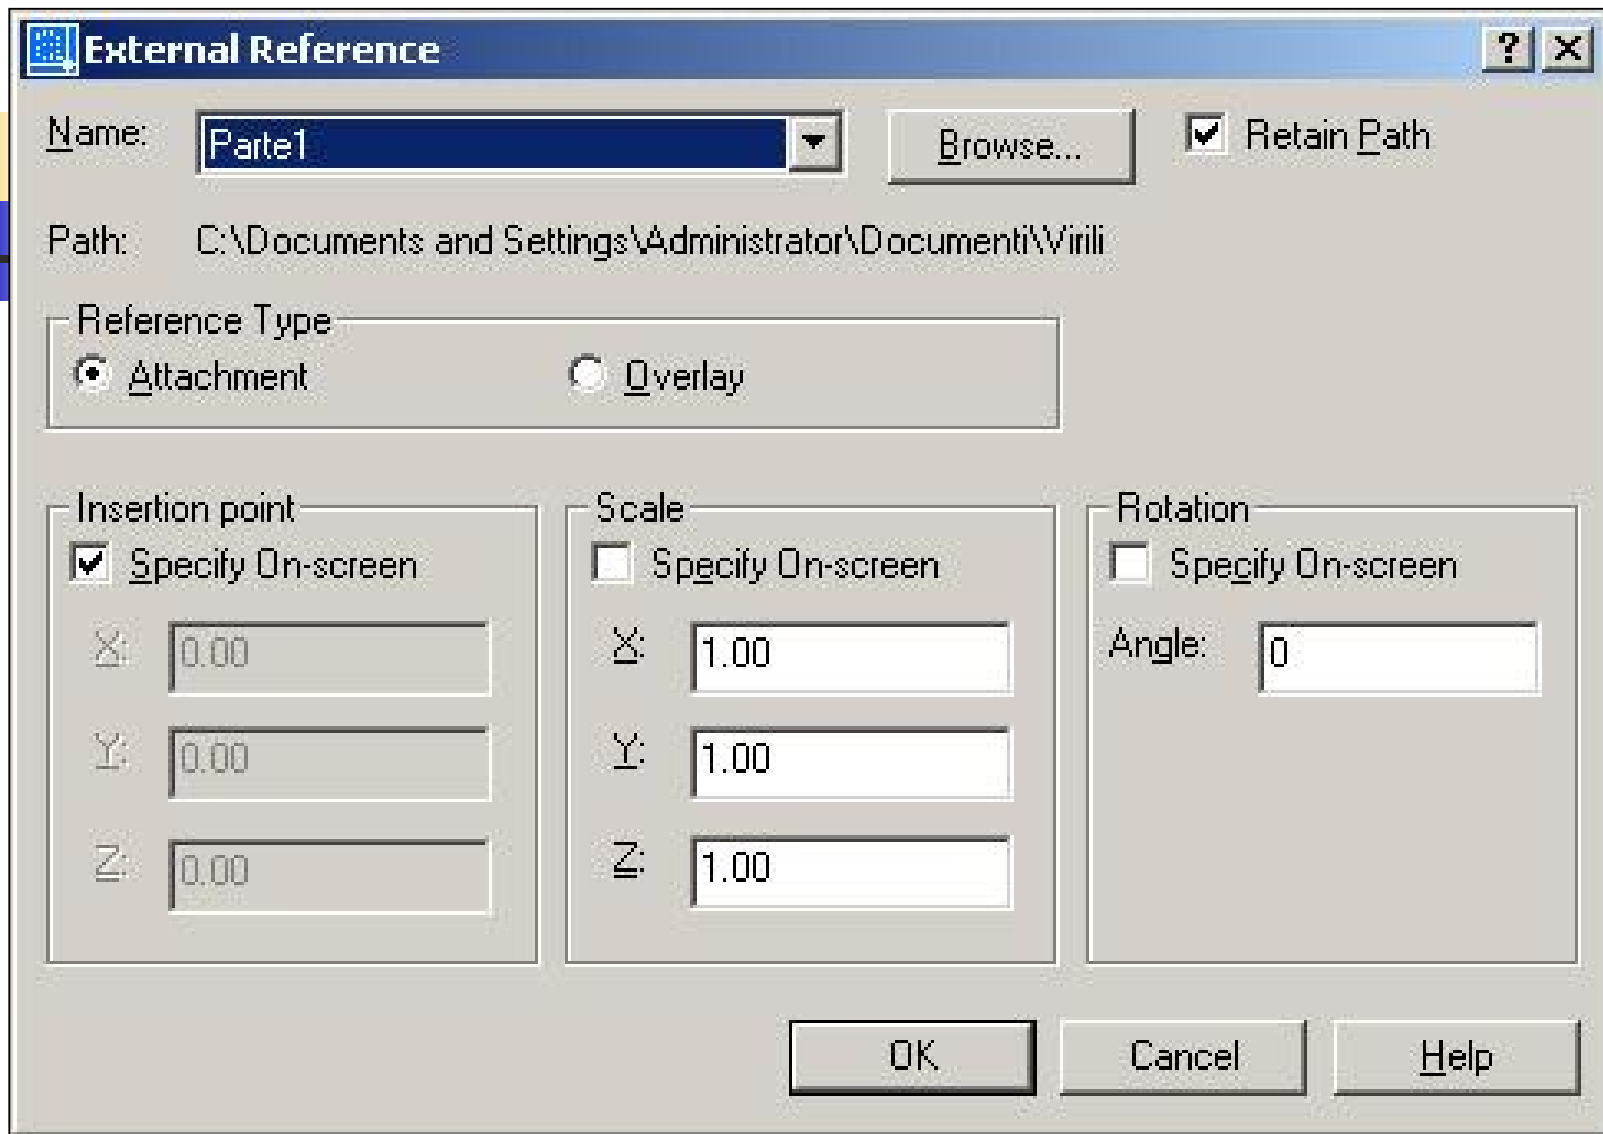 External Reference
Name: Parte1 Browse... Retain Path
Path: C:\Documents and Settings\Administrator\Documenti\Virili
Reference Type
Attachment Overlay
Insertion point
Specify On-screen
X: 0.00
Y: 0.00
Z: 0.00
Scale
Specify On-screen
X: 1.00
Y: 1.00
Z: 1.00
Rotation
Specify On-screen
Angle: 0
OK Cancel Help